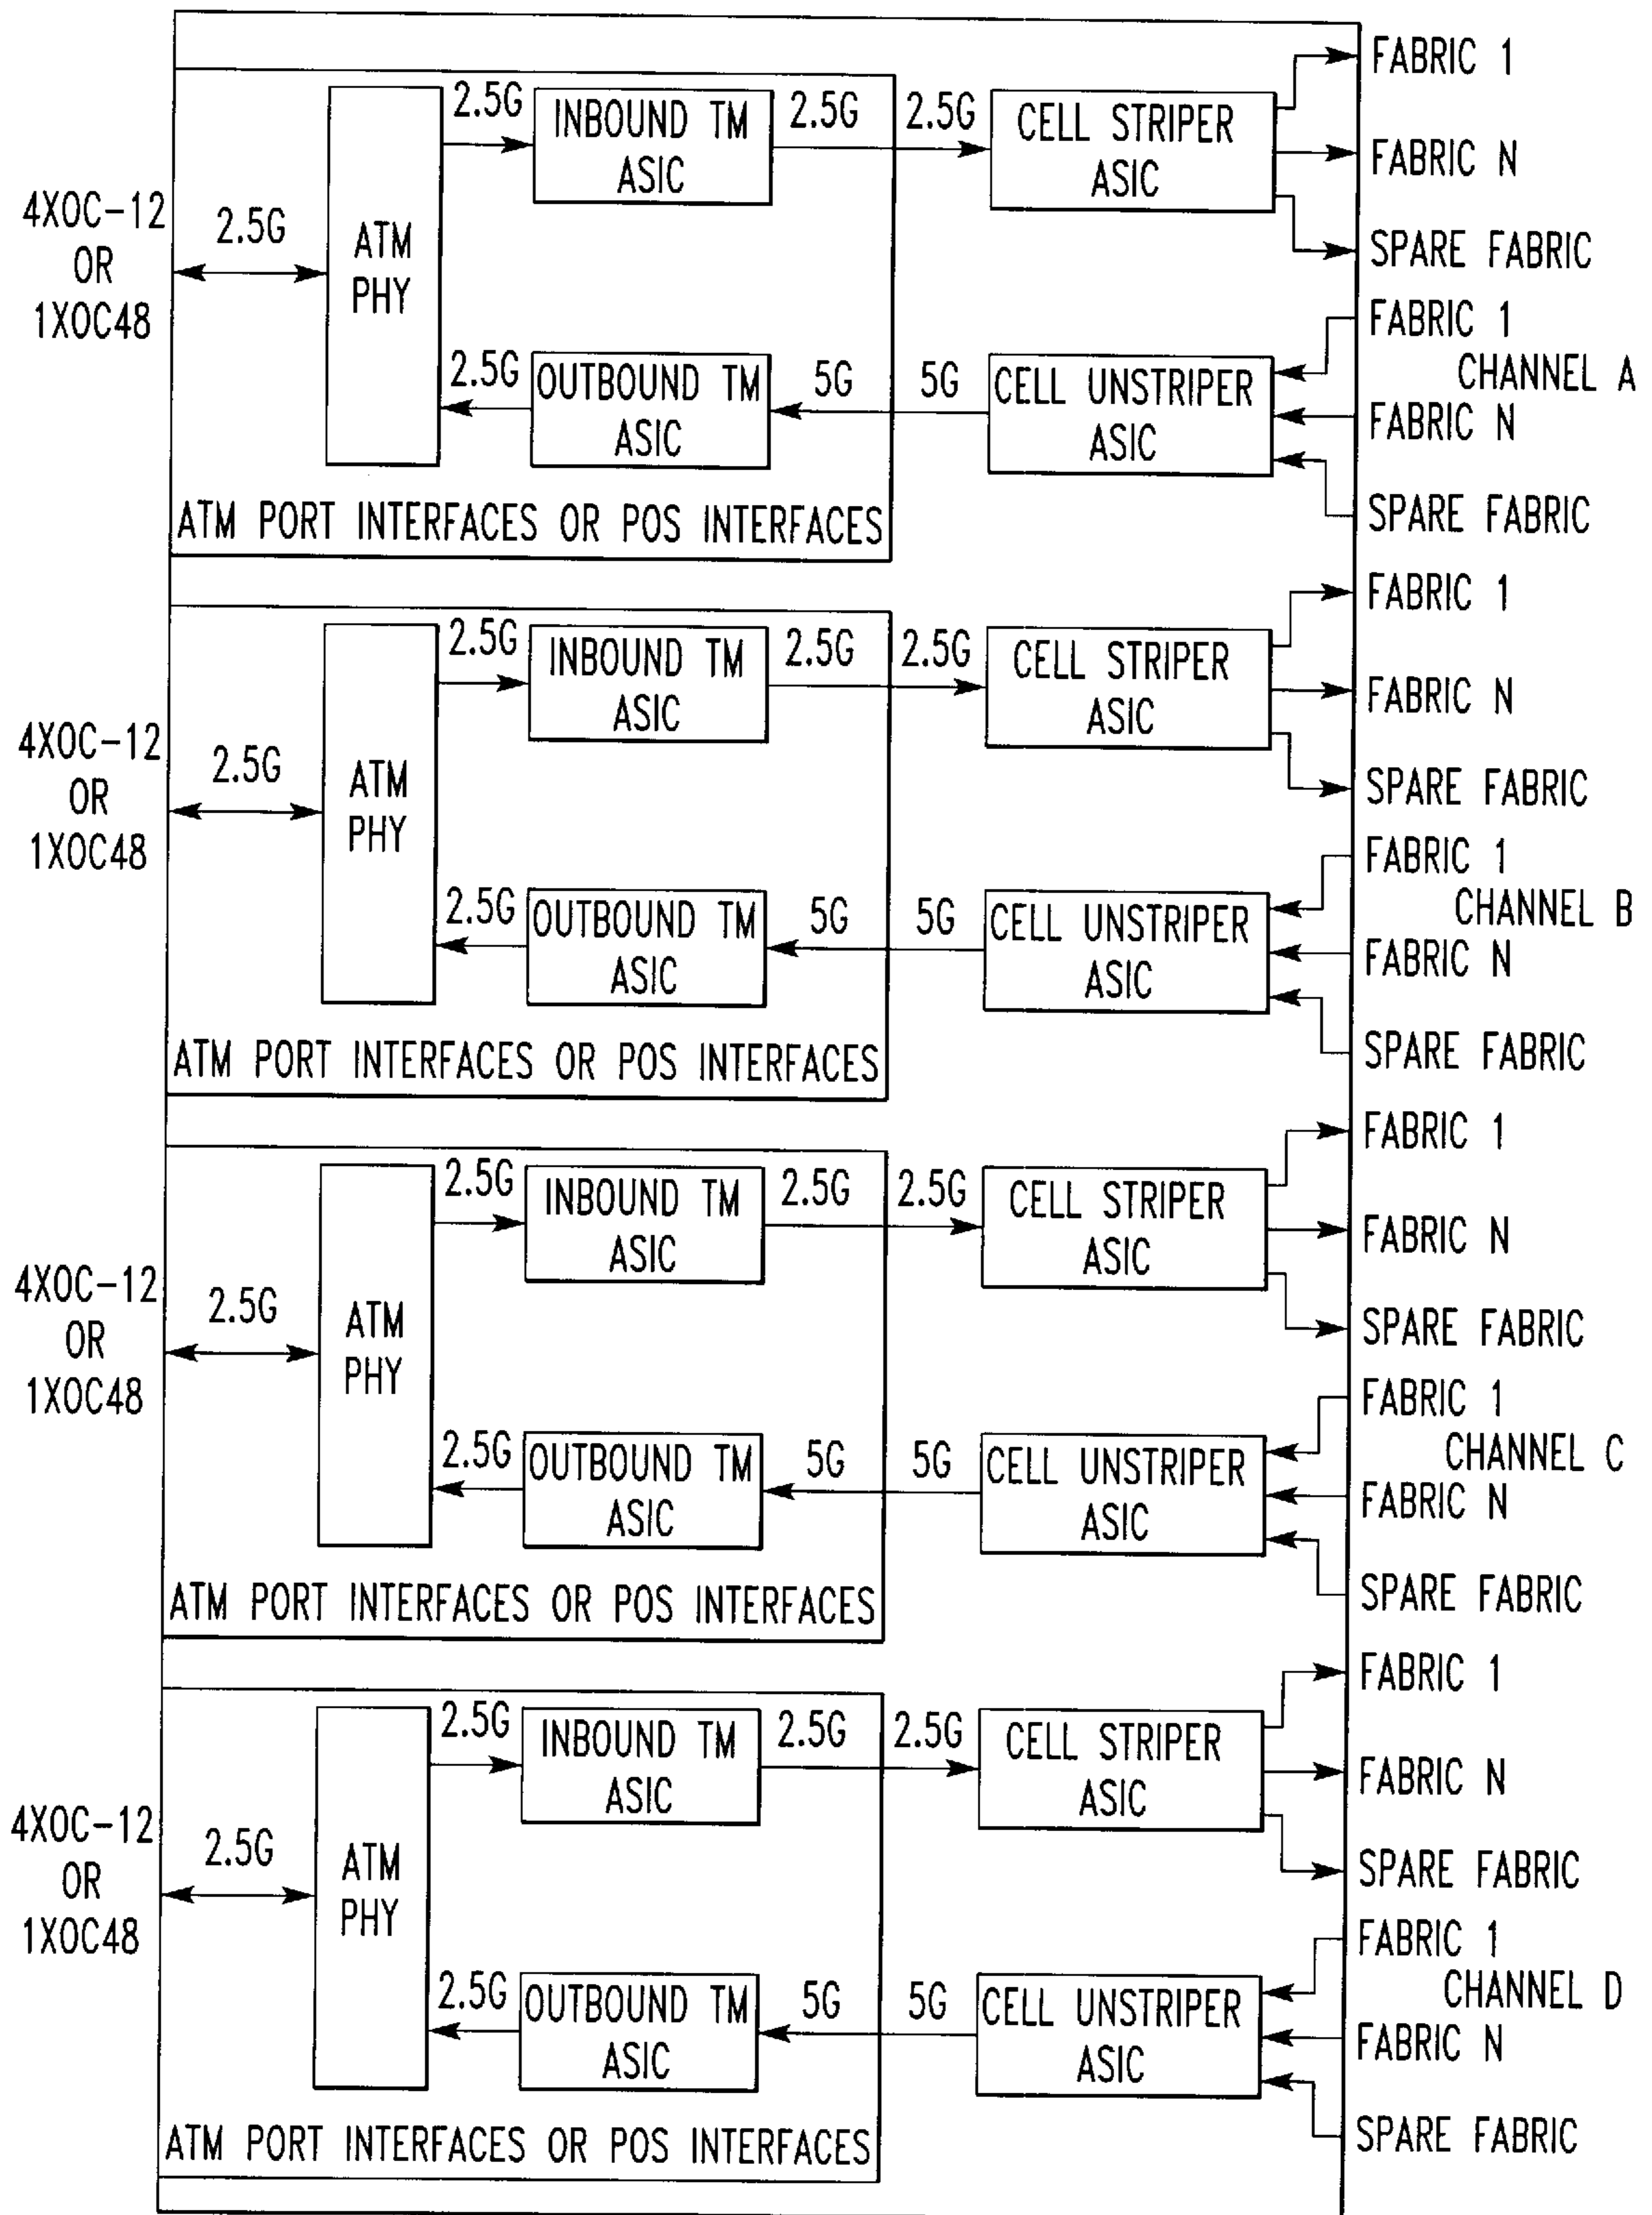 FABRIC 1
2.5G
INBOUND TM
ASIC
2.5G
2.5G
CELL STRIPER
ASIC
FABRIC N
4XOC-12
OR
1XOC48
2.5G
ATM
PHY
SPARE FABRIC
FABRIC 1
CHANNEL A
2.5G
OUTBOUND TM
ASIC
5G
5G
CELL UNSTRIPER
ASIC
FABRIC N
SPARE FABRIC
ATM PORT INTERFACES OR POS INTERFACES
FABRIC 1
2.5G
INBOUND TM
ASIC
2.5G
2.5G
CELL STRIPER
ASIC
FABRIC N
4XOC-12
OR
1XOC48
2.5G
ATM
PHY
SPARE FABRIC
FABRIC 1
CHANNEL B
2.5G
OUTBOUND TM
ASIC
5G
5G
CELL UNSTRIPER
ASIC
FABRIC N
SPARE FABRIC
ATM PORT INTERFACES OR POS INTERFACES
FABRIC 1
2.5G
INBOUND TM
ASIC
2.5G
2.5G
CELL STRIPER
ASIC
FABRIC N
4XOC-12
OR
1XOC48
2.5G
ATM
PHY
SPARE FABRIC
FABRIC 1
CHANNEL C
2.5G
OUTBOUND TM
ASIC
5G
5G
CELL UNSTRIPER
ASIC
FABRIC N
SPARE FABRIC
ATM PORT INTERFACES OR POS INTERFACES
FABRIC 1
2.5G
INBOUND TM
ASIC
2.5G
2.5G
CELL STRIPER
ASIC
FABRIC N
4XOC-12
OR
1XOC48
2.5G
ATM
PHY
SPARE FABRIC
FABRIC 1
CHANNEL D
2.5G
OUTBOUND TM
ASIC
5G
5G
CELL UNSTRIPER
ASIC
FABRIC N
SPARE FABRIC
ATM PORT INTERFACES OR POS INTERFACES